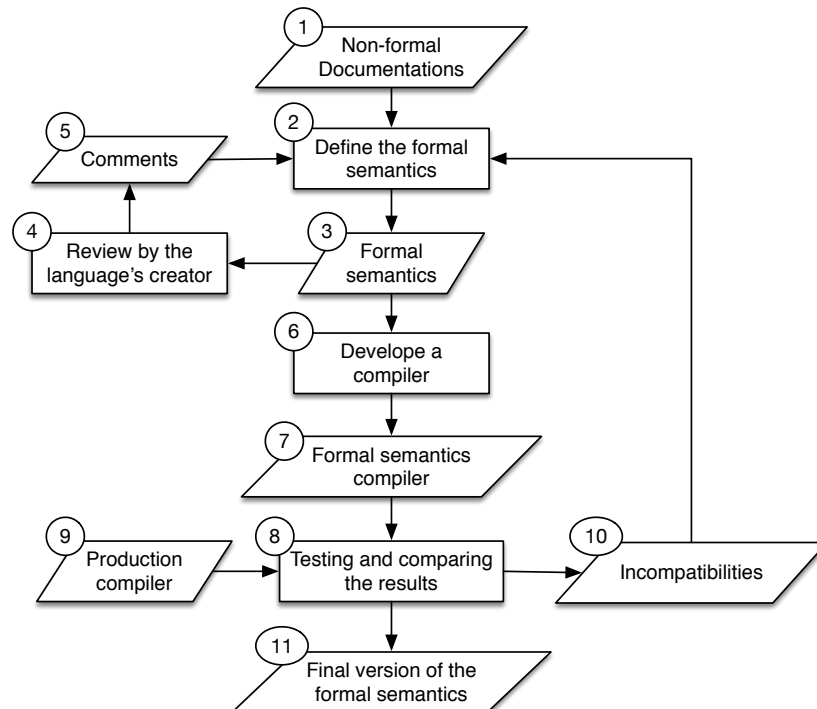 1
Non-formal
Documentations
2
Define the formal
semantics
5
Comments
4
Review by the
language's creator
3
Formal
semantics
6
Develope a
compiler
7
Formal semantics
compiler
9
Production
compiler
8
Testing and comparing
the results
10
Incompatibilities
11
Final version of the
formal semantics